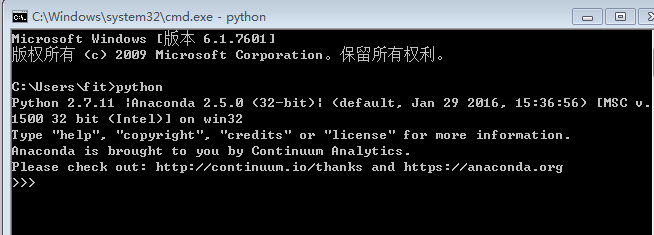 C:\Windows\system32\cmd.exe - python
Microsoft Windows [版本 6.1.7601]
版权所有 (c) 2009 Microsoft Corporation。保留所有权利。
C:\Users\fit>python
Python 2.7.11 |Anaconda 2.5.0 (32-bit)| (default, Jan 29 2016, 15:36:56) [MSC v.
1500 32 bit (Intel)] on win32
Type "help", "copyright", "credits" or "license" for more information.
Anaconda is brought to you by Continuum Analytics.
Please check out: http://continuum.io/thanks and https://anaconda.org
>>>